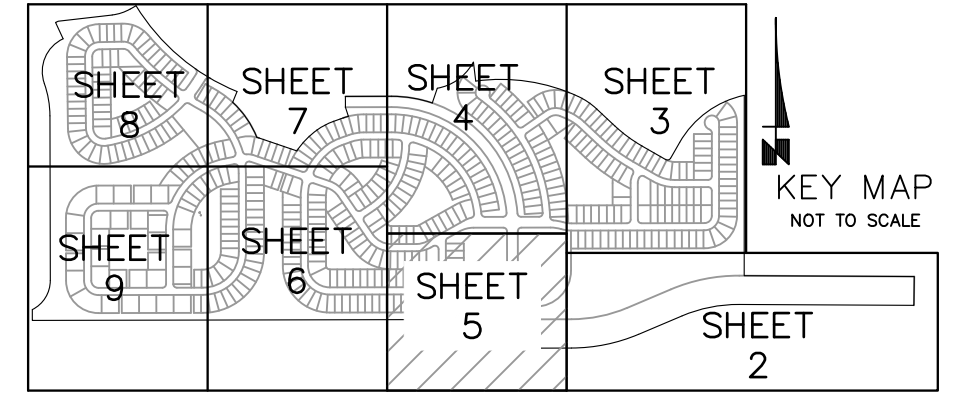 SHEET
8
SHEET
7
SHEET
4
SHEET
3
KEY MAP
NOT TO SCALE
SHEET
9
SHEET
6
SHEET
5
SHEET
2